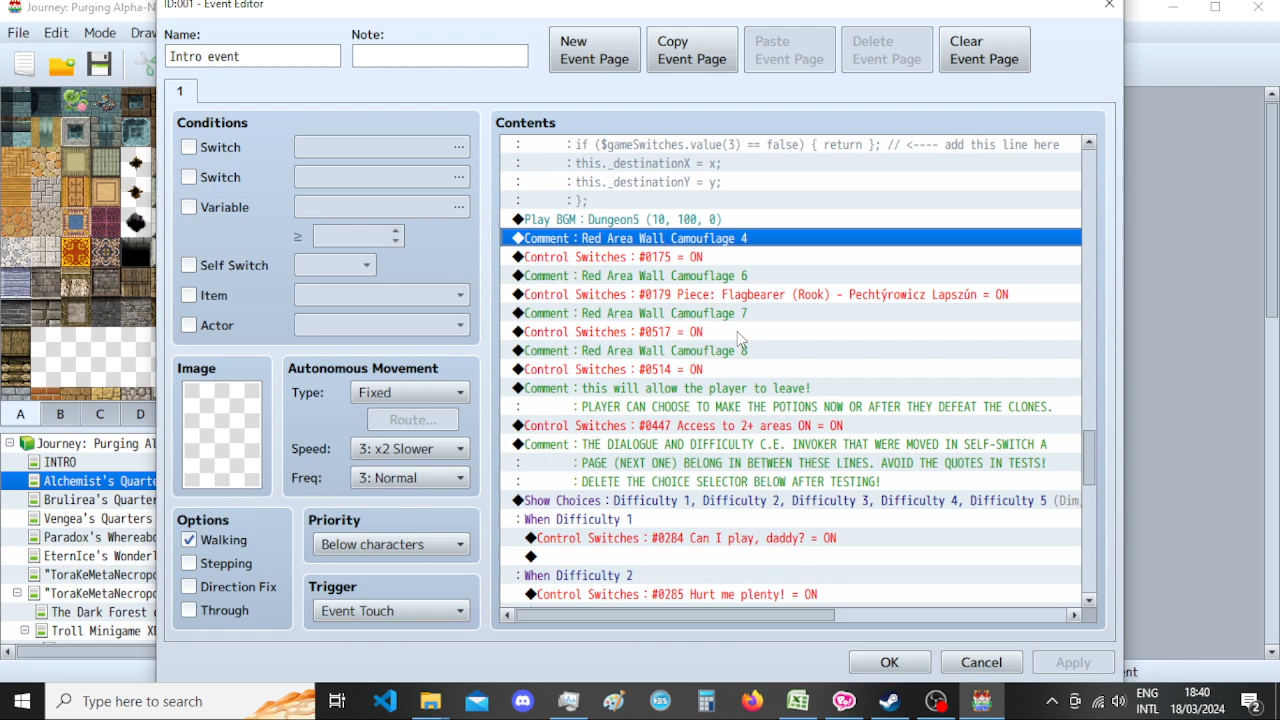 Journey: Purging Alpha-N
ID:001 - Event Editor
File Edit Mode Draw
Name:
Note:
Intro event
New
Event Page
Copy
Event Page
Paste
Event Page
Delete
Event Page
Clear
Event Page
1
Conditions
Switch
...
Switch
...
Variable
...
≥
Self Switch
Item
Actor
Image
Autonomous Movement
Type:
Fixed
Route...
Speed:
3: x2 Slower
Freq:
3: Normal
Options
Walking
Stepping
Direction Fix
Through
Priority
Below characters
Trigger
Event Touch
Contents
: : if ($gameSwitches.value(3) == false) { return }; // <---- add this line here
: : this._destinationX = x;
: : this._destinationY = y;
: : };
◆Play BGM : Dungeon5 (10, 100, 0)
◆Comment : Red Area Wall Camouflage 4
◆Control Switches : #0175 = ON
◆Comment : Red Area Wall Camouflage 6
◆Control Switches : #0179 Piece: Flagbearer (Rook) - Pechtýrowicz Lapszún = ON
◆Comment : Red Area Wall Camouflage 7
◆Control Switches : #0517 = ON
◆Comment : Red Area Wall Camouflage 8
◆Control Switches : #0514 = ON
◆Comment : this will allow the player to leave!
: : PLAYER CAN CHOOSE TO MAKE THE POTIONS NOW OR AFTER THEY DEFEAT THE CLONES.
◆Control Switches : #0447 Access to 2+ areas ON = ON
◆Comment : THE DIALOGUE AND DIFFICULTY C.E. INVOKER THAT WERE MOVED IN SELF-SWITCH A
: : PAGE (NEXT ONE) BELONG IN BETWEEN THESE LINES. AVOID THE QUOTES IN TESTS!
: : DELETE THE CHOICE SELECTOR BELOW AFTER TESTING!
◆Show Choices : Difficulty 1, Difficulty 2, Difficulty 3, Difficulty 4, Difficulty 5 (Dim,
: When Difficulty 1
◆Control Switches : #0284 Can I play, daddy? = ON
◆
: When Difficulty 2
◆Control Switches : #0285 Hurt me plenty! = ON
OK
Cancel
Apply
A B C D
Journey: Purging Al
INTRO
Alchemist's Quarte
Brulirea's Quarter
Vengea's Quarters
Paradox's Whereab
EternIce's Wonderl
"ToraKeMetaNecropo
"ToraKeMetaNecropo
The Dark Forest o
Troll Minigame X
ent
Type here to search
ENG
INTL
18:40
18/03/2024
2